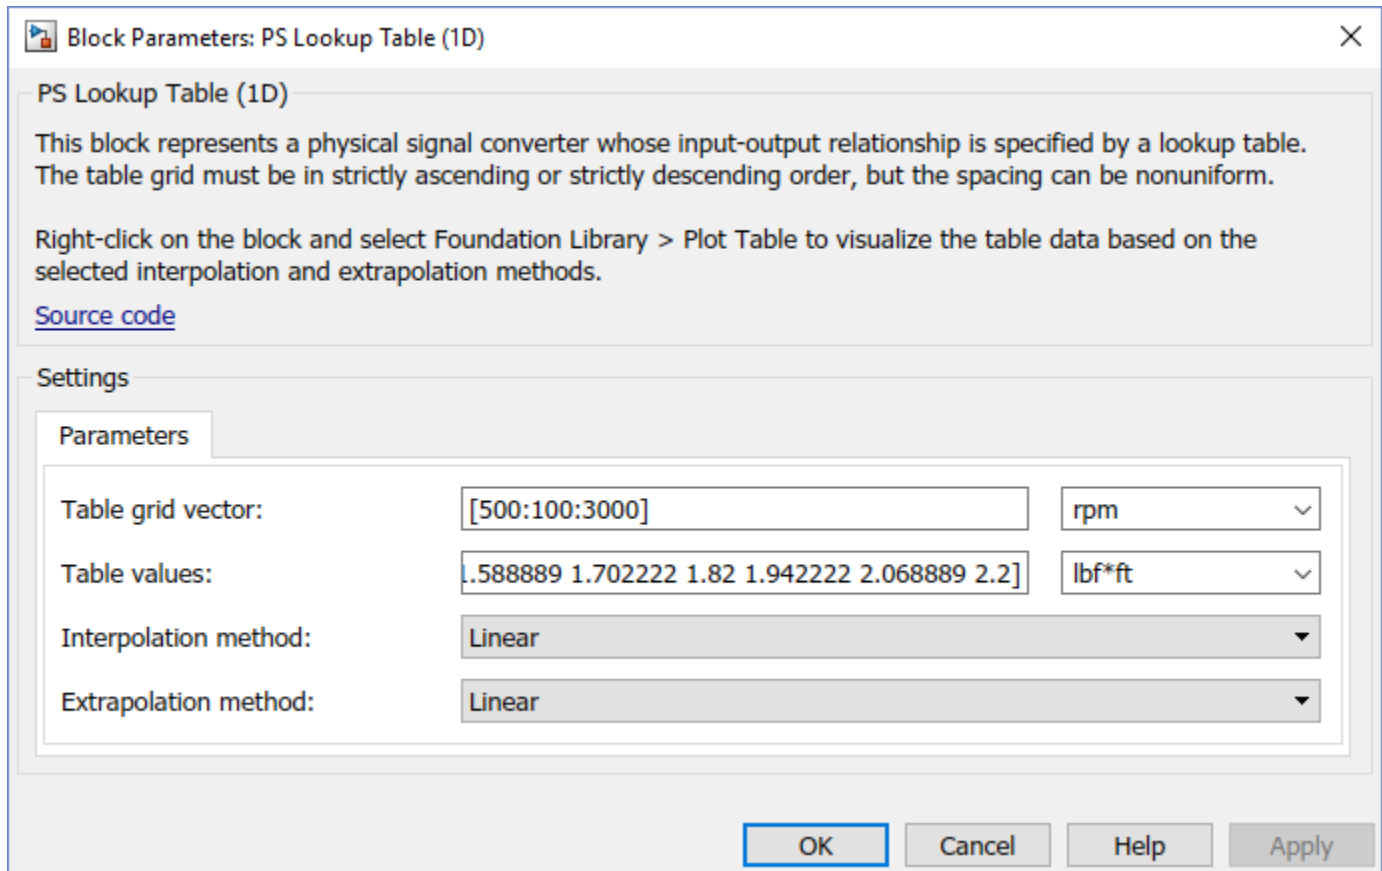 Block Parameters: PS Lookup Table (1D)
PS Lookup Table (1D)
This block represents a physical signal converter whose input-output relationship is specified by a lookup table.
The table grid must be in strictly ascending or strictly descending order, but the spacing can be nonuniform.
Right-click on the block and select Foundation Library > Plot Table to visualize the table data based on the
selected interpolation and extrapolation methods.
Source code
Settings
Parameters
Table grid vector: [500:100:3000] rpm
Table values: 1.588889 1.702222 1.82 1.942222 2.068889 2.2] lbf*ft
Interpolation method: Linear
Extrapolation method: Linear
OK Cancel Help Apply